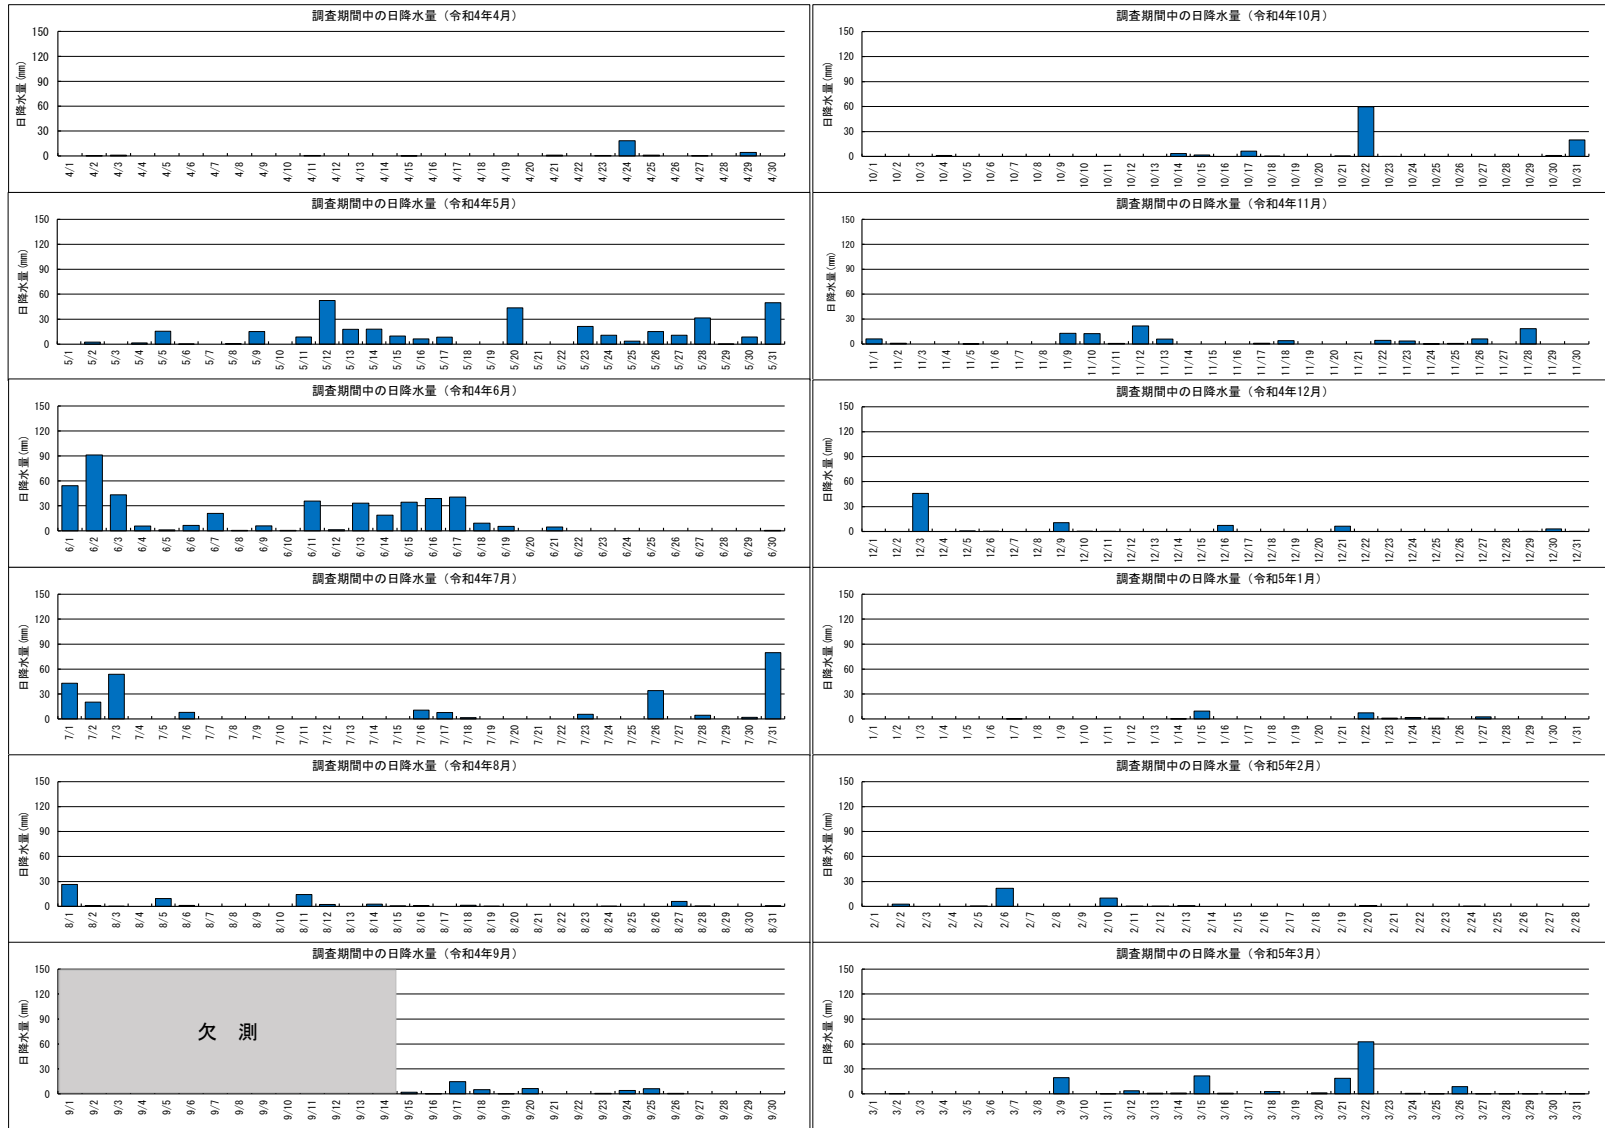 調査期間中の日降水量（令和4年4月）
日降水量(mm)
150
120
90
60
30
0
4/1 4/2 4/3 4/4 4/5 4/6 4/7 4/8 4/9 4/10 4/11 4/12 4/13 4/14 4/15 4/16 4/17 4/18 4/19 4/20 4/21 4/22 4/23 4/24 4/25 4/26 4/27 4/28 4/29 4/30
調査期間中の日降水量（令和4年5月）
日降水量(mm)
150
120
90
60
30
0
5/1 5/2 5/3 5/4 5/5 5/6 5/7 5/8 5/9 5/10 5/11 5/12 5/13 5/14 5/15 5/16 5/17 5/18 5/19 5/20 5/21 5/22 5/23 5/24 5/25 5/26 5/27 5/28 5/29 5/30 5/31
調査期間中の日降水量（令和4年6月）
日降水量(mm)
150
120
90
60
30
0
6/1 6/2 6/3 6/4 6/5 6/6 6/7 6/8 6/9 6/10 6/11 6/12 6/13 6/14 6/15 6/16 6/17 6/18 6/19 6/20 6/21 6/22 6/23 6/24 6/25 6/26 6/27 6/28 6/29 6/30
調査期間中の日降水量（令和4年7月）
日降水量(mm)
150
120
90
60
30
0
7/1 7/2 7/3 7/4 7/5 7/6 7/7 7/8 7/9 7/10 7/11 7/12 7/13 7/14 7/15 7/16 7/17 7/18 7/19 7/20 7/21 7/22 7/23 7/24 7/25 7/26 7/27 7/28 7/29 7/30 7/31
調査期間中の日降水量（令和4年8月）
日降水量(mm)
150
120
90
60
30
0
8/1 8/2 8/3 8/4 8/5 8/6 8/7 8/8 8/9 8/10 8/11 8/12 8/13 8/14 8/15 8/16 8/17 8/18 8/19 8/20 8/21 8/22 8/23 8/24 8/25 8/26 8/27 8/28 8/29 8/30 8/31
調査期間中の日降水量（令和4年9月）
日降水量(mm)
150
120
90
60
30
0
欠　測
9/1 9/2 9/3 9/4 9/5 9/6 9/7 9/8 9/9 9/10 9/11 9/12 9/13 9/14 9/15 9/16 9/17 9/18 9/19 9/20 9/21 9/22 9/23 9/24 9/25 9/26 9/27 9/28 9/29 9/30
調査期間中の日降水量（令和4年10月）
日降水量(mm)
150
120
90
60
30
0
10/1 10/2 10/3 10/4 10/5 10/6 10/7 10/8 10/9 10/10 10/11 10/12 10/13 10/14 10/15 10/16 10/17 10/18 10/19 10/20 10/21 10/22 10/23 10/24 10/25 10/26 10/27 10/28 10/29 10/30 10/31
調査期間中の日降水量（令和4年11月）
日降水量(mm)
150
120
90
60
30
0
11/1 11/2 11/3 11/4 11/5 11/6 11/7 11/8 11/9 11/10 11/11 11/12 11/13 11/14 11/15 11/16 11/17 11/18 11/19 11/20 11/21 11/22 11/23 11/24 11/25 11/26 11/27 11/28 11/29 11/30
調査期間中の日降水量（令和4年12月）
日降水量(mm)
150
120
90
60
30
0
12/1 12/2 12/3 12/4 12/5 12/6 12/7 12/8 12/9 12/10 12/11 12/12 12/13 12/14 12/15 12/16 12/17 12/18 12/19 12/20 12/21 12/22 12/23 12/24 12/25 12/26 12/27 12/28 12/29 12/30 12/31
調査期間中の日降水量（令和5年1月）
日降水量(mm)
150
120
90
60
30
0
1/1 1/2 1/3 1/4 1/5 1/6 1/7 1/8 1/9 1/10 1/11 1/12 1/13 1/14 1/15 1/16 1/17 1/18 1/19 1/20 1/21 1/22 1/23 1/24 1/25 1/26 1/27 1/28 1/29 1/30 1/31
調査期間中の日降水量（令和5年2月）
日降水量(mm)
150
120
90
60
30
0
2/1 2/2 2/3 2/4 2/5 2/6 2/7 2/8 2/9 2/10 2/11 2/12 2/13 2/14 2/15 2/16 2/17 2/18 2/19 2/20 2/21 2/22 2/23 2/24 2/25 2/26 2/27 2/28
調査期間中の日降水量（令和5年3月）
日降水量(mm)
150
120
90
60
30
0
3/1 3/2 3/3 3/4 3/5 3/6 3/7 3/8 3/9 3/10 3/11 3/12 3/13 3/14 3/15 3/16 3/17 3/18 3/19 3/20 3/21 3/22 3/23 3/24 3/25 3/26 3/27 3/28 3/29 3/30 3/31